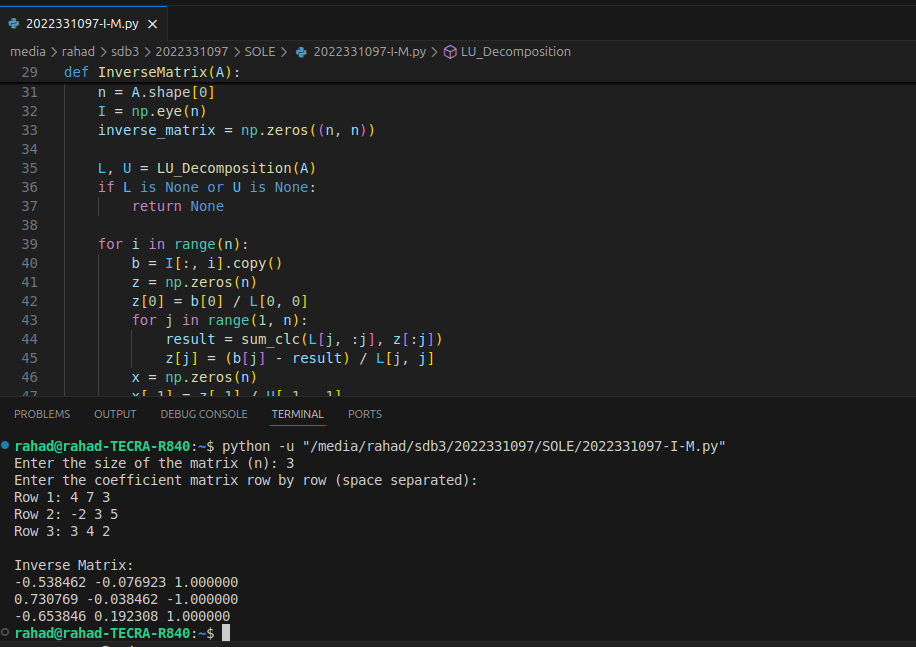 2022331097-I-M.py ×
media > rahad > sdb3 > 2022331097 > SOLE > 2022331097-I-M.py > LU_Decomposition
29 def InverseMatrix(A):
31 n = A.shape[0]
32 I = np.eye(n)
33 inverse_matrix = np.zeros((n, n))
34
35 L, U = LU_Decomposition(A)
36 if L is None or U is None:
37 return None
38
39 for i in range(n):
40 b = I[:, i].copy()
41 z = np.zeros(n)
42 z[0] = b[0] / L[0, 0]
43 for j in range(1, n):
44 result = sum_clc(L[j, :j], z[:j])
45 z[j] = (b[j] - result) / L[j, j]
46 x = np.zeros(n)
47 x[-1] = z[-1] / U[-1, -1]
PROBLEMS OUTPUT DEBUG CONSOLE TERMINAL PORTS
rahad@rahad-TECRA-R840:~$ python -u "/media/rahad/sdb3/2022331097/SOLE/2022331097-I-M.py"
Enter the size of the matrix (n): 3
Enter the coefficient matrix row by row (space separated):
Row 1: 4 7 3
Row 2: -2 3 5
Row 3: 3 4 2
Inverse Matrix:
-0.538462 -0.076923 1.000000
0.730769 -0.038462 -1.000000
-0.653846 0.192308 1.000000
rahad@rahad-TECRA-R840:~$